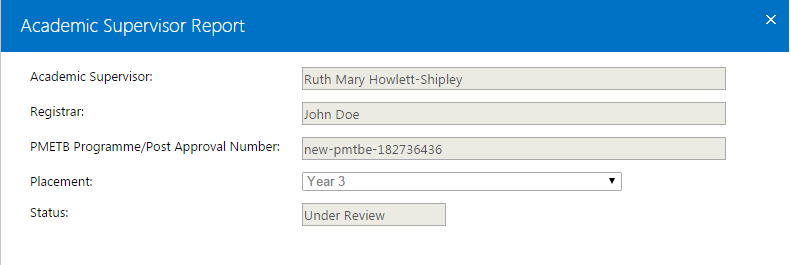 Academic Supervisor Report
Academic Supervisor: Ruth Mary Howlett-Shipley
Registrar: John Doe
PMETB Programme/Post Approval Number: new-pmtbe-182736436
Placement: Year 3
Status: Under Review